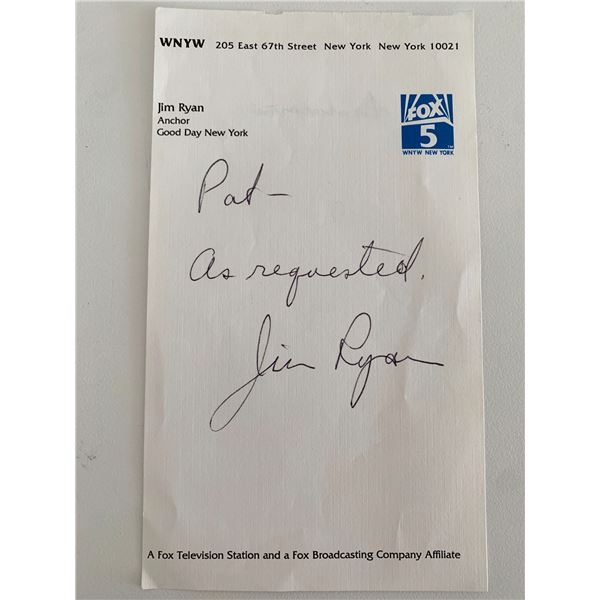 WNYW 205 East 67th Street New York New York 10021
Jim Ryan
Anchor
Good Day New York
FOX
5
™
WNYW NEW YORK
Pat—
As requested.
Jim Ryan
A Fox Television Station and a Fox Broadcasting Company Affiliate